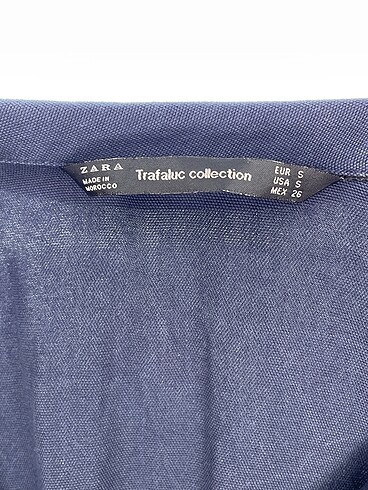 ZARA
MADE IN
MOROCCO
Trafaluc collection
EUR S
USA S
MEX 26